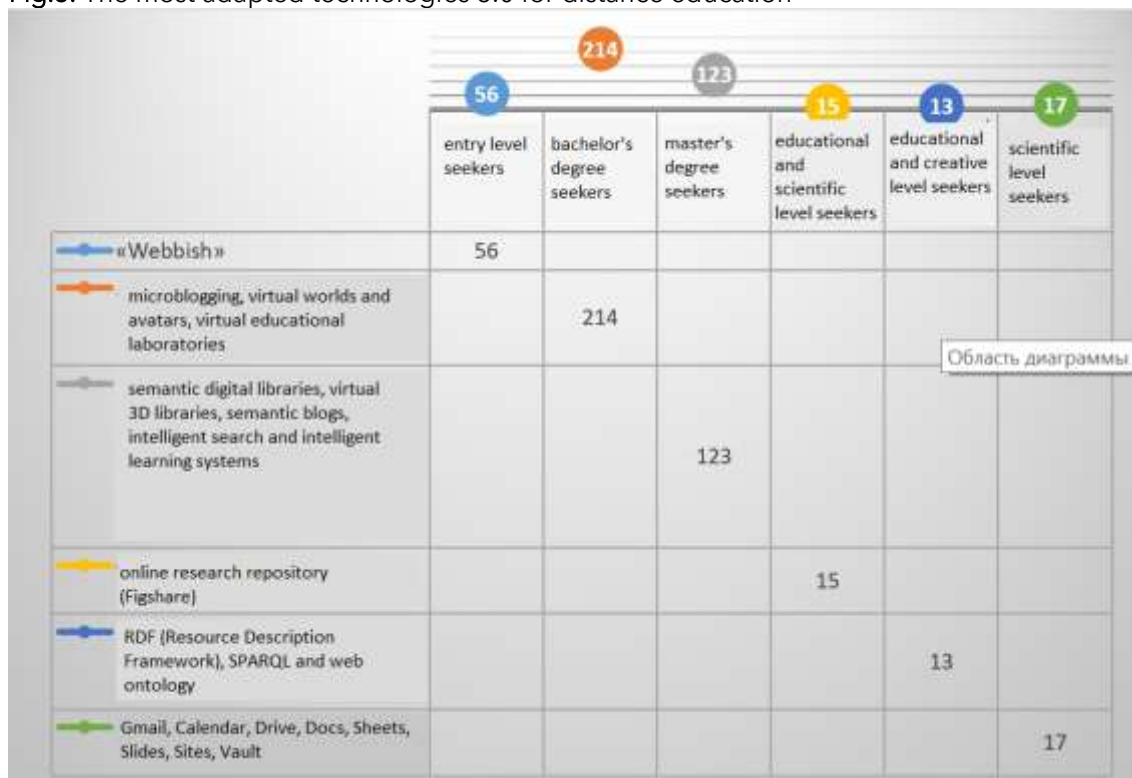 Fig.3. The most adapted technologies 3.0 for distance education
214
123
56
15
13
17
entry level
seekers
bachelor's
degree
seekers
master's
degree
seekers
educational
and
scientific
level seekers
educational
and creative
level seekers
scientific
level
seekers
«Webbish»
56
microblogging, virtual worlds and
avatars, virtual educational
laboratories
214
Область диаграммы
semantic digital libraries, virtual
3D libraries, semantic blogs,
intelligent search and intelligent
learning systems
123
online research repository
(Figshare)
15
RDF (Resource Description
Framework), SPARQL and web
ontology
13
Gmail, Calendar, Drive, Docs, Sheets,
Slides, Sites, Vault
17